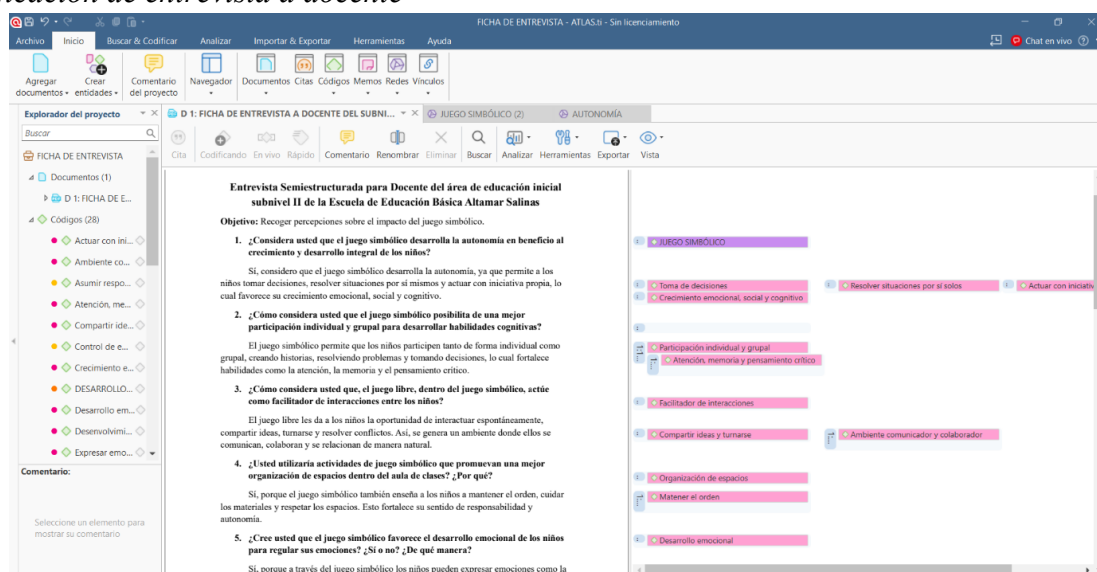 icación de entrevista a docente
FICHA DE ENTREVISTA - ATLAS.ti - Sin licenciamiento
Archivo Inicio Buscar & Codificar Analizar Importar & Exportar Herramientas Ayuda
Chat en vivo
Agregar documentos Crear entidades Comentario del proyecto Navegador Documentos Citas Códigos Memos Redes Vínculos
Explorador del proyecto
D 1: FICHA DE ENTREVISTA A DOCENTE DEL SUBNI... JUEGO SIMBÓLICO (2) AUTONOMÍA
Buscar
Cita Codificando En vivo Rápido Comentario Renombrar Eliminar Buscar Analizar Herramientas Exportar Vista
FICHA DE ENTREVISTA
Documentos (1)
D 1: FICHA DE E...
Códigos (28)
Actuar con ini...
Ambiente co...
Asumir respo...
Atención, me...
Compartir ide...
Control de e...
Crecimiento e...
DESARROLLO...
Desarrollo em...
Desenvolvimi...
Expresar emo...
Comentario:
Seleccione un elemento para
mostrar su comentario
Entrevista Semiestructurada para Docente del área de educación inicial
subnivel II de la Escuela de Educación Básica Altamar Salinas
Objetivo: Recoger percepciones sobre el impacto del juego simbólico.
1. ¿Considera usted que el juego simbólico desarrolla la autonomía en beneficio al
crecimiento y desarrollo integral de los niños?
Sí, considero que el juego simbólico desarrolla la autonomía, ya que permite a los
niños tomar decisiones, resolver situaciones por sí mismos y actuar con iniciativa propia, lo
cual favorece su crecimiento emocional, social y cognitivo.
2. ¿Cómo considera usted que el juego simbólico posibilita de una mejor
participación individual y grupal para desarrollar habilidades cognitivas?
El juego simbólico permite que los niños participen tanto de forma individual como
grupal, creando historias, resolviendo problemas y tomando decisiones, lo cual fortalece
habilidades como la atención, la memoria y el pensamiento crítico.
3. ¿Cómo considera usted que, el juego libre, dentro del juego simbólico, actúe
como facilitador de interacciones entre los niños?
El juego libre les da a los niños la oportunidad de interactuar espontáneamente,
compartir ideas, turnarse y resolver conflictos. Así, se genera un ambiente donde ellos se
comunican, colaboran y se relacionan de manera natural.
4. ¿Usted utilizaría actividades de juego simbólico que promuevan una mejor
organización de espacios dentro del aula de clases? ¿Por qué?
Sí, porque el juego simbólico también enseña a los niños a mantener el orden, cuidar
los materiales y respetar los espacios. Esto fortalece su sentido de responsabilidad y
autonomía.
5. ¿Cree usted que el juego simbólico favorece el desarrollo emocional de los niños
para regular sus emociones? ¿Sí o no? ¿De qué manera?
Sí, porque a través del juego simbólico los niños pueden expresar emociones como la
JUEGO SIMBÓLICO
Toma de decisiones Resolver situaciones por sí solos Actuar con iniciativ
Crecimiento emocional, social y cognitivo
Participación individual y grupal
Atención, memoria y pensamiento crítico
Facilitador de interacciones
Compartir ideas y turnarse Ambiente comunicador y colaborador
Organización de espacios
Matener el orden
Desarrollo emocional